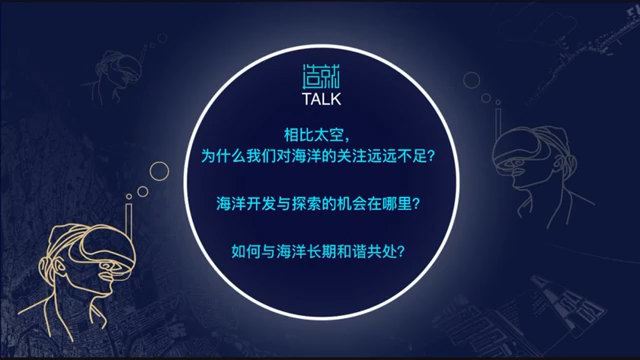 造就
TALK
相比太空，
为什么我们对海洋的关注远远不足?
海洋开发与探索的机会在哪里?
如何与海洋长期和谐共处?